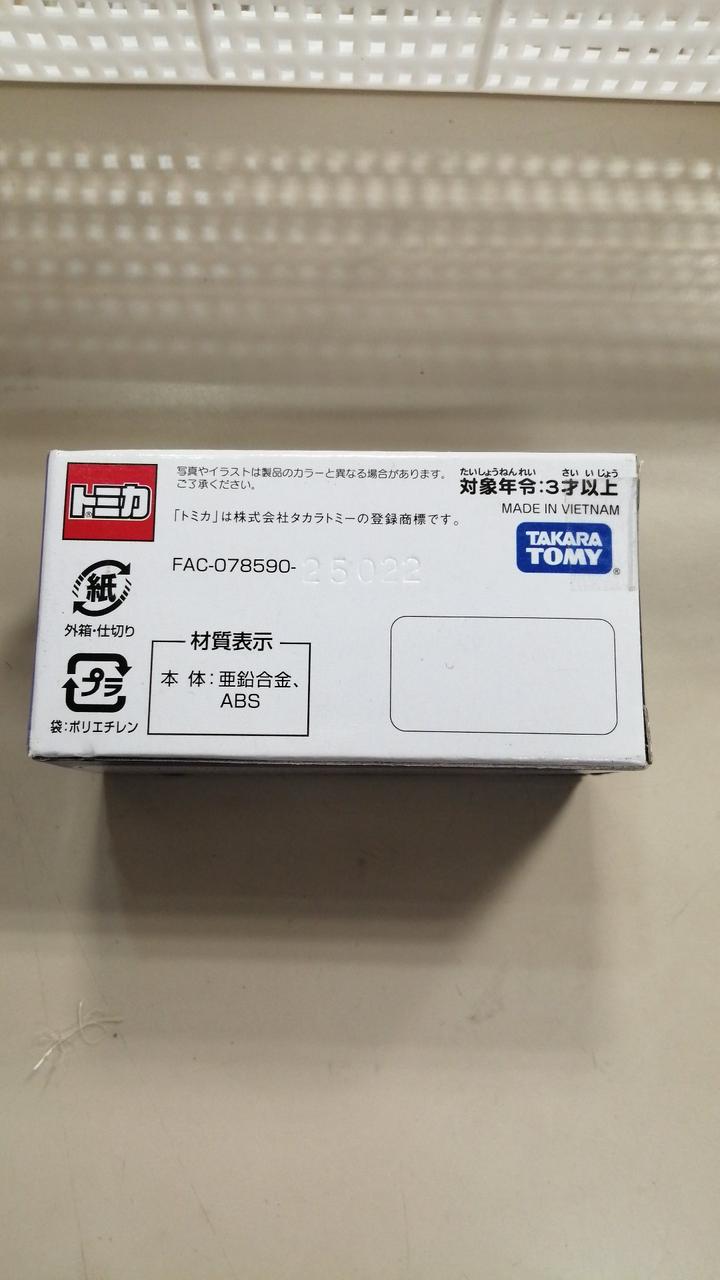 トミカ®
写真やイラストは製品のカラーと異なる場合があります。
ご了承ください。
「トミカ」は株式会社タカラトミーの登録商標です。
たいしょうねんれい さい いじょう
対象年令:3才以上
MADE IN VIETNAM
TAKARA
TOMY®
FAC-078590-25022
紙
外箱・仕切り
プラ
袋:ポリエチレン
材質表示
本 体:亜鉛合金、
ABS